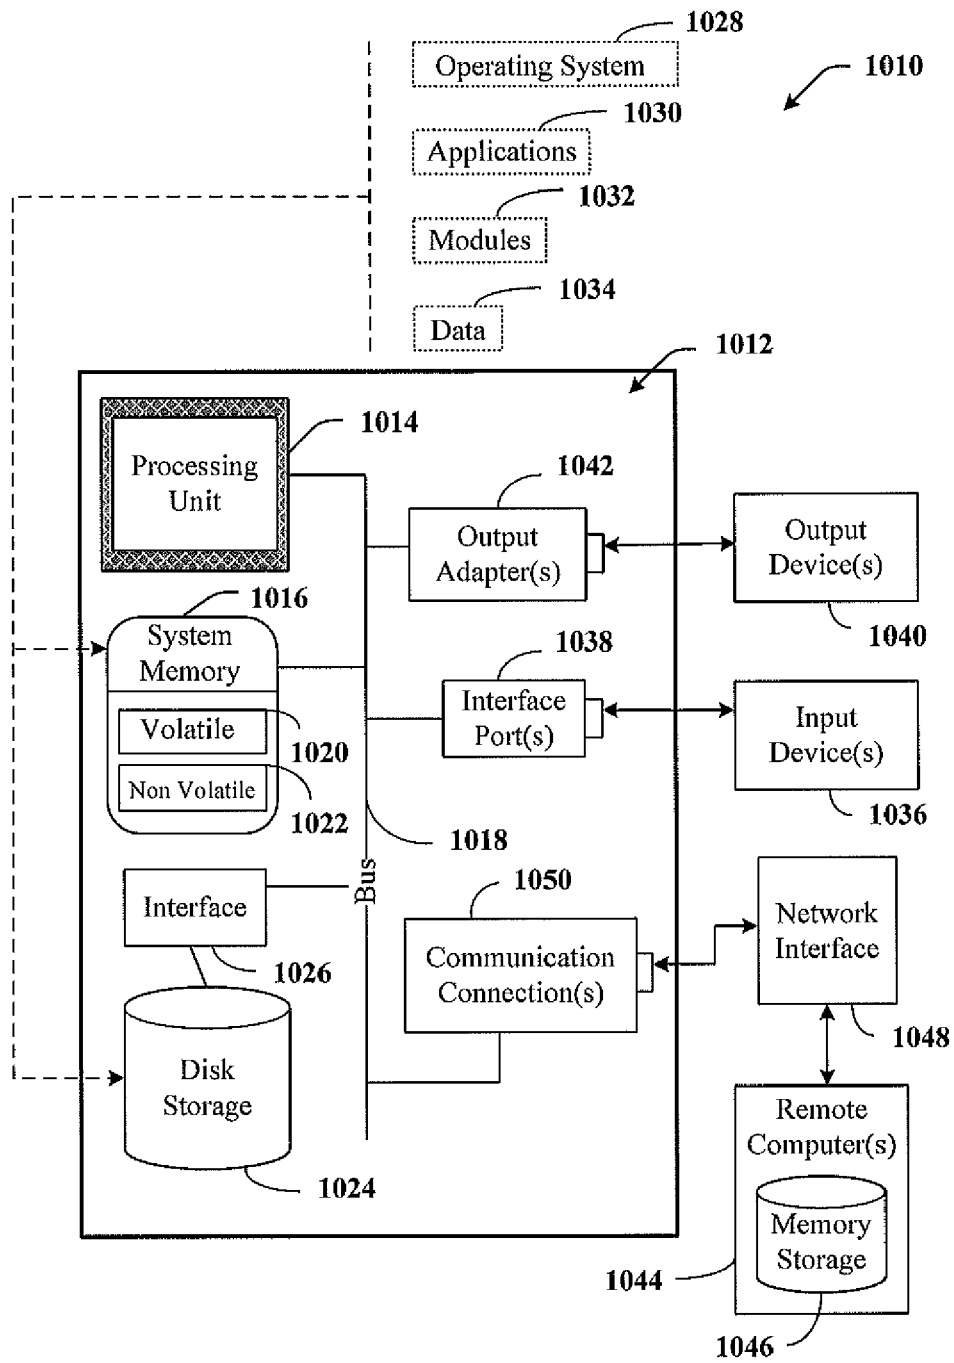 1028
Operating System
1010
1030
Applications
1032
Modules
1034
Data
1012
1014
Processing
Unit
1042
Output
Adapter(s)
Output
Device(s)
1040
1016
System
Memory
1038
Interface
Port(s)
Input
Device(s)
1036
Volatile
1020
Non Volatile
1022
1018
Bus
1050
Interface
1026
Communication
Connection(s)
Network
Interface
1048
Disk
Storage
1024
Remote
Computer(s)
Memory
Storage
1044
1046